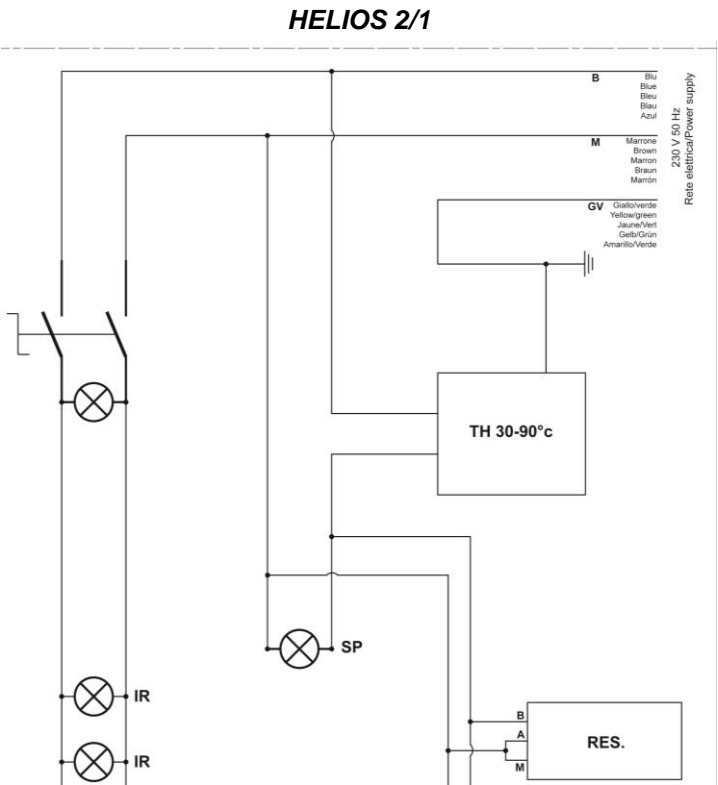 HELIOS 2/1
B
Blu
Blue
Bleu
Blau
Azul
M
Marrone
Brown
Marron
Braun
Marrón
GV
Giallo/verde
Yellow/green
Jaune/Vert
Gelb/Grün
Amarillo/Verde
230 V 50 Hz
Rete elettrica/Power supply
TH 30-90°c
SP
IR
IR
B
A
M
RES.